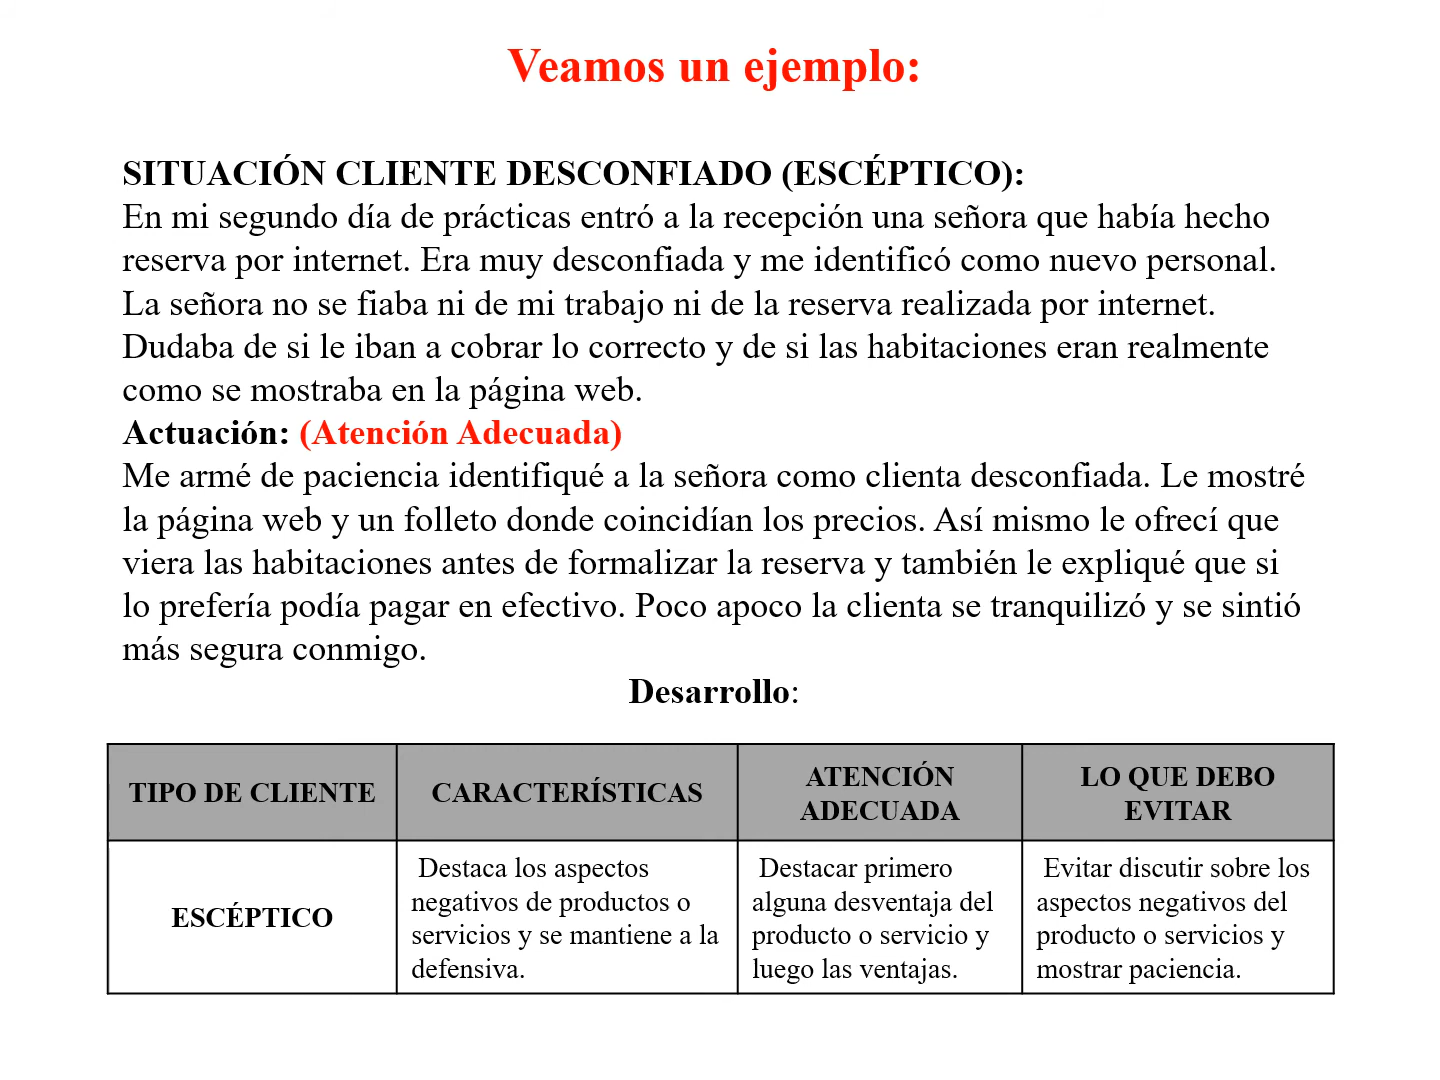 Veamos un ejemplo:
SITUACIÓN CLIENTE DESCONFIADO (ESCÉPTICO):
En mi segundo día de prácticas entró a la recepción una señora que había hecho
reserva por internet. Era muy desconfiada y me identificó como nuevo personal.
La señora no se fiaba ni de mi trabajo ni de la reserva realizada por internet.
Dudaba de si le iban a cobrar lo correcto y de si las habitaciones eran realmente
como se mostraba en la página web.
Actuación: (Atención Adecuada)
Me armé de paciencia identifiqué a la señora como clienta desconfiada. Le mostré
la página web y un folleto donde coincidían los precios. Así mismo le ofrecí que
viera las habitaciones antes de formalizar la reserva y también le expliqué que si
lo prefería podía pagar en efectivo. Poco apoco la clienta se tranquilizó y se sintió
más segura conmigo.
Desarrollo:
TIPO DE CLIENTE
CARACTERÍSTICAS
ATENCIÓN
ADECUADA
LO QUE DEBO
EVITAR
ESCÉPTICO
Destaca los aspectos
negativos de productos o
servicios y se mantiene a la
defensiva.
Destacar primero
alguna desventaja del
producto o servicio y
luego las ventajas.
Evitar discutir sobre los
aspectos negativos del
producto o servicios y
mostrar paciencia.